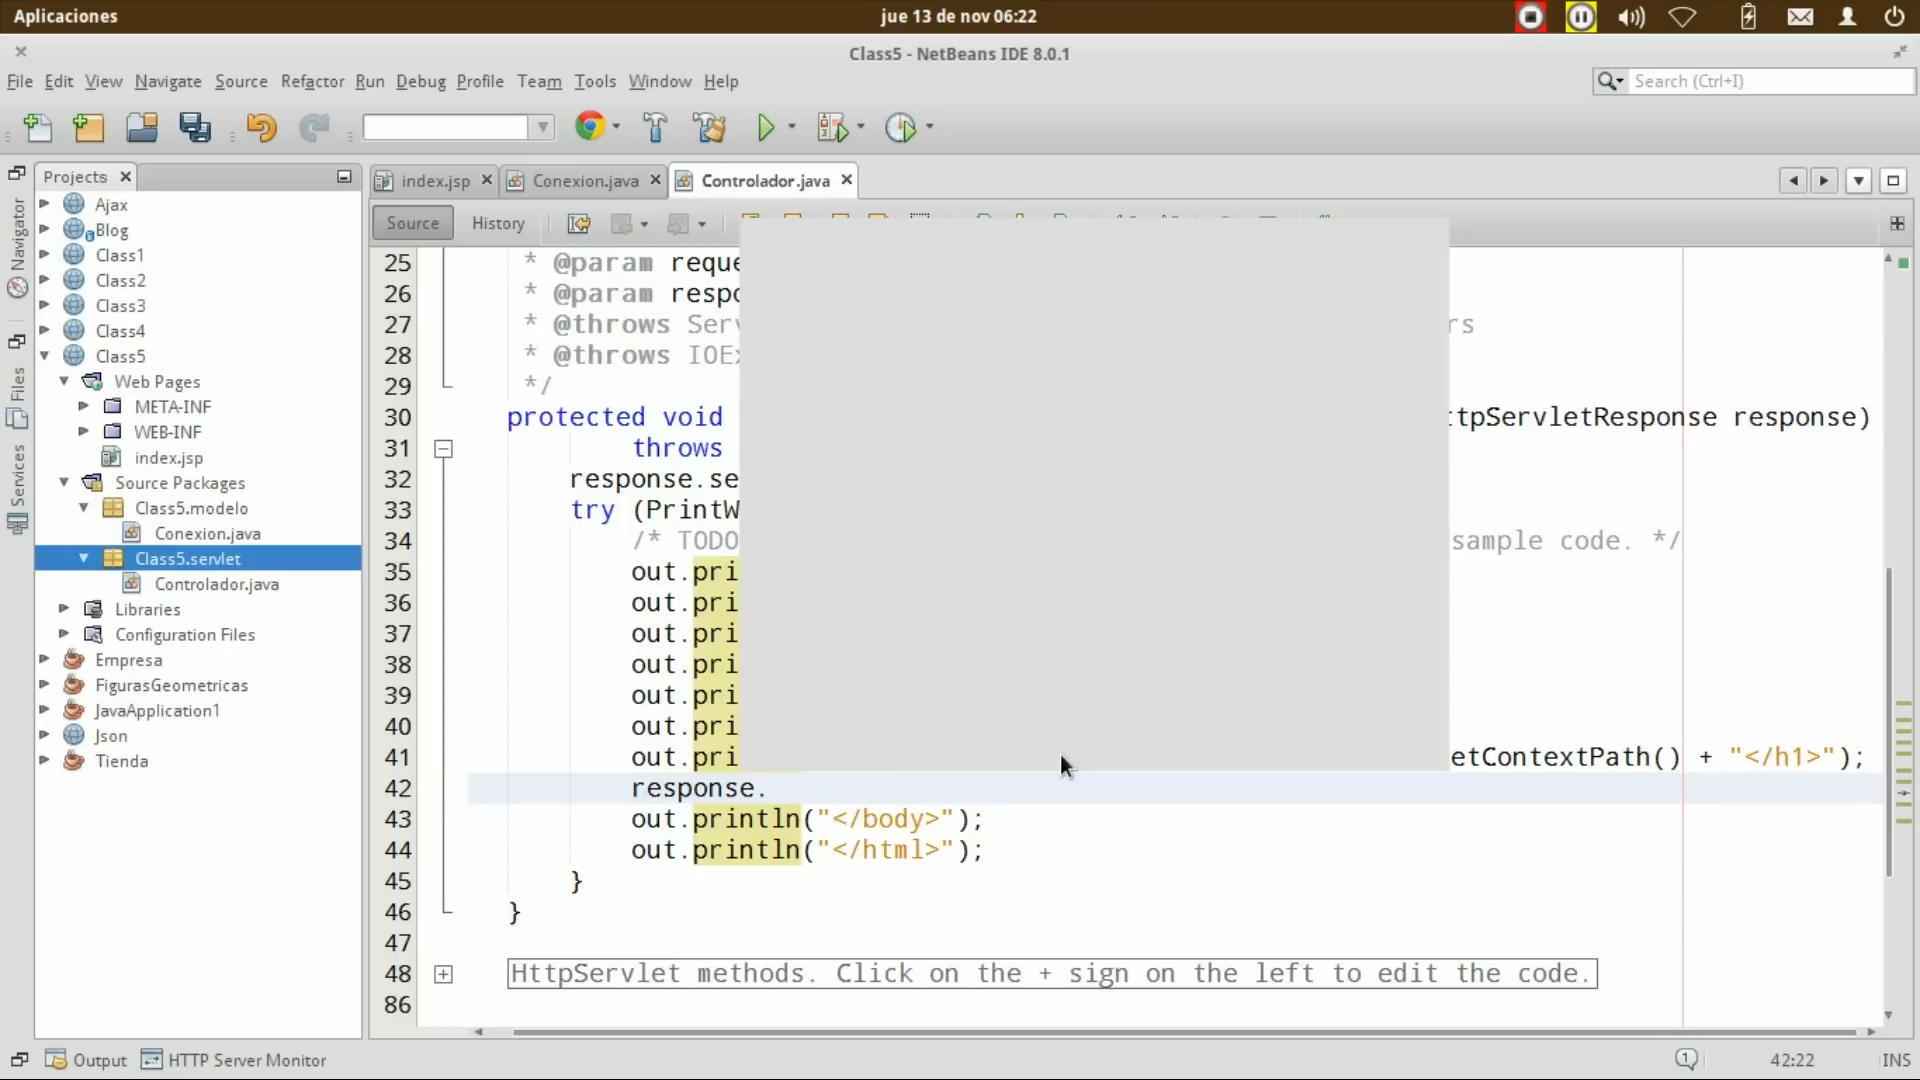 Aplicaciones
jue 13 de nov 06:22
Class5 - NetBeans IDE 8.0.1
File Edit View Navigate Source Refactor Run Debug Profile Team Tools Window Help
Search (Ctrl+I)
Projects
index.jsp
Conexion.java
Controlador.java
Source
History
Navigator
Files
Services
Ajax
Blog
Class1
Class2
Class3
Class4
Class5
Web Pages
META-INF
WEB-INF
index.jsp
Source Packages
Class5.modelo
Conexion.java
Class5.servlet
Controlador.java
Libraries
Configuration Files
Empresa
FigurasGeometricas
JavaApplication1
Json
Tienda
25 * @param reque
26 * @param respo
27 * @throws Ser rs
28 * @throws IOEx
29 */
30 protected void tpServletResponse response)
31 throws
32 response.se
33 try (PrintW
34 /* TODO sample code. */
35 out.pri
36 out.pri
37 out.pri
38 out.pri
39 out.pri
40 out.pri
41 out.pri etContextPath() + "</h1>");
42 response.
43 out.println("</body>");
44 out.println("</html>");
45 }
46 }
47
48 HttpServlet methods. Click on the + sign on the left to edit the code.
86
Output
HTTP Server Monitor
1
42:22
INS